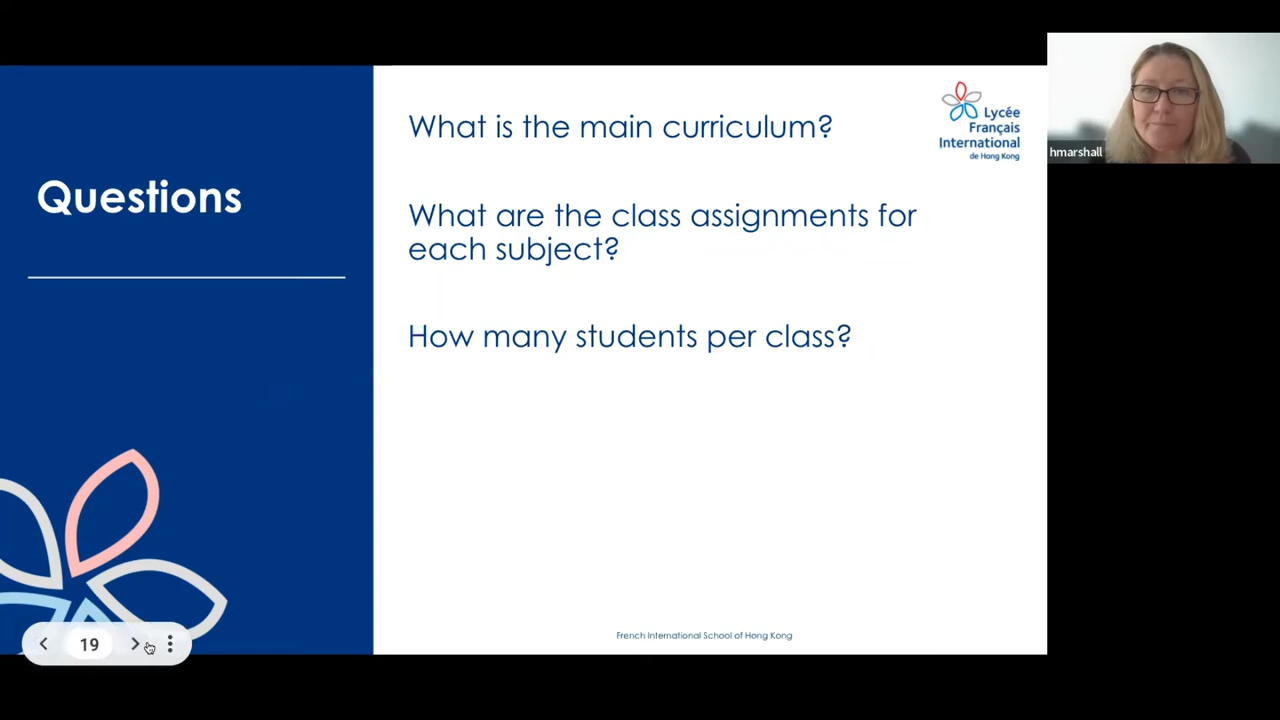 What is the main curriculum?
Lycée
Français
International
de Hong Kong
hmarshall
Questions
What are the class assignments for
each subject?
How many students per class?
French International School of Hong Kong
19